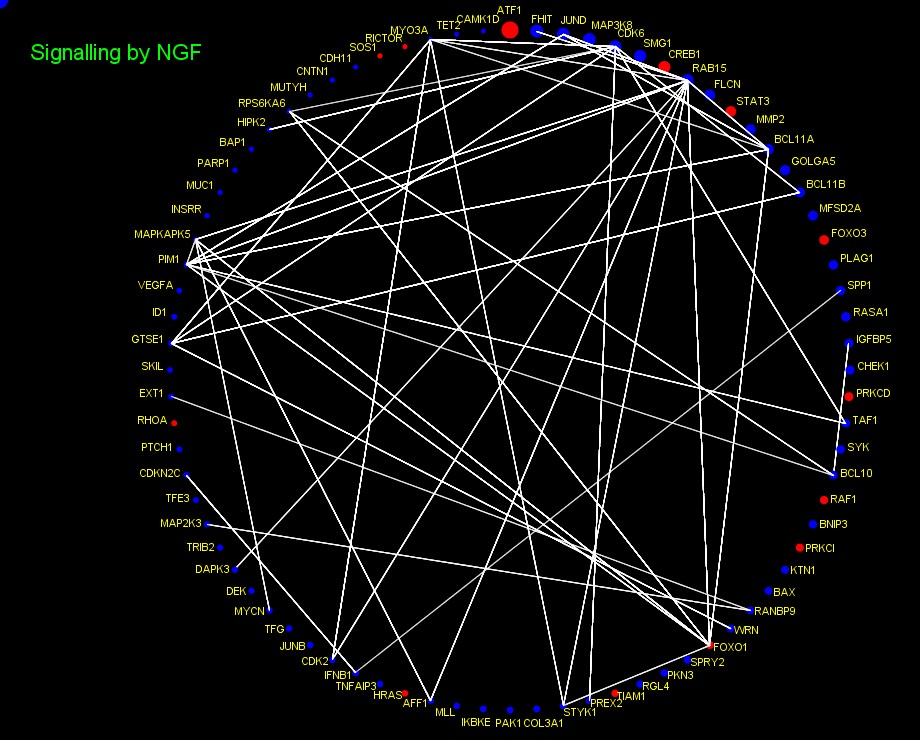 Signalling by NGF
ATF1
FHIT
JUND
MAP3K8
CDK6
SMG1
CREB1
RAB15
FLCN
STAT3
MMP2
BCL11A
GOLGA5
BCL11B
MFSD2A
FOXO3
PLAG1
SPP1
RASA1
IGFBP5
CHEK1
PRKCD
TAF1
SYK
BCL10
RAF1
BNIP3
PRKCI
KTN1
BAX
RANBP9
WRN
FOXO1
SPRY2
PKN3
RGL4
TIAM1
PREX2
STYK1
COL3A1
PAK1
IKBKE
MLL
AFF1
HRAS
TNFAIP3
IFNB1
CDK2
JUNB
TFG
MYCN
DEK
DAPK3
TRIB2
MAP2K3
TFE3
CDKN2C
PTCH1
RHOA
EXT1
SKIL
GTSE1
ID1
VEGFA
PIM1
MAPKAPK5
INSRR
MUC1
PARP1
BAP1
HIPK2
RPS6KA6
MUTYH
CNTN1
CDH11
SOS1
RICTOR
MYO3A
TET2
CAMK1D